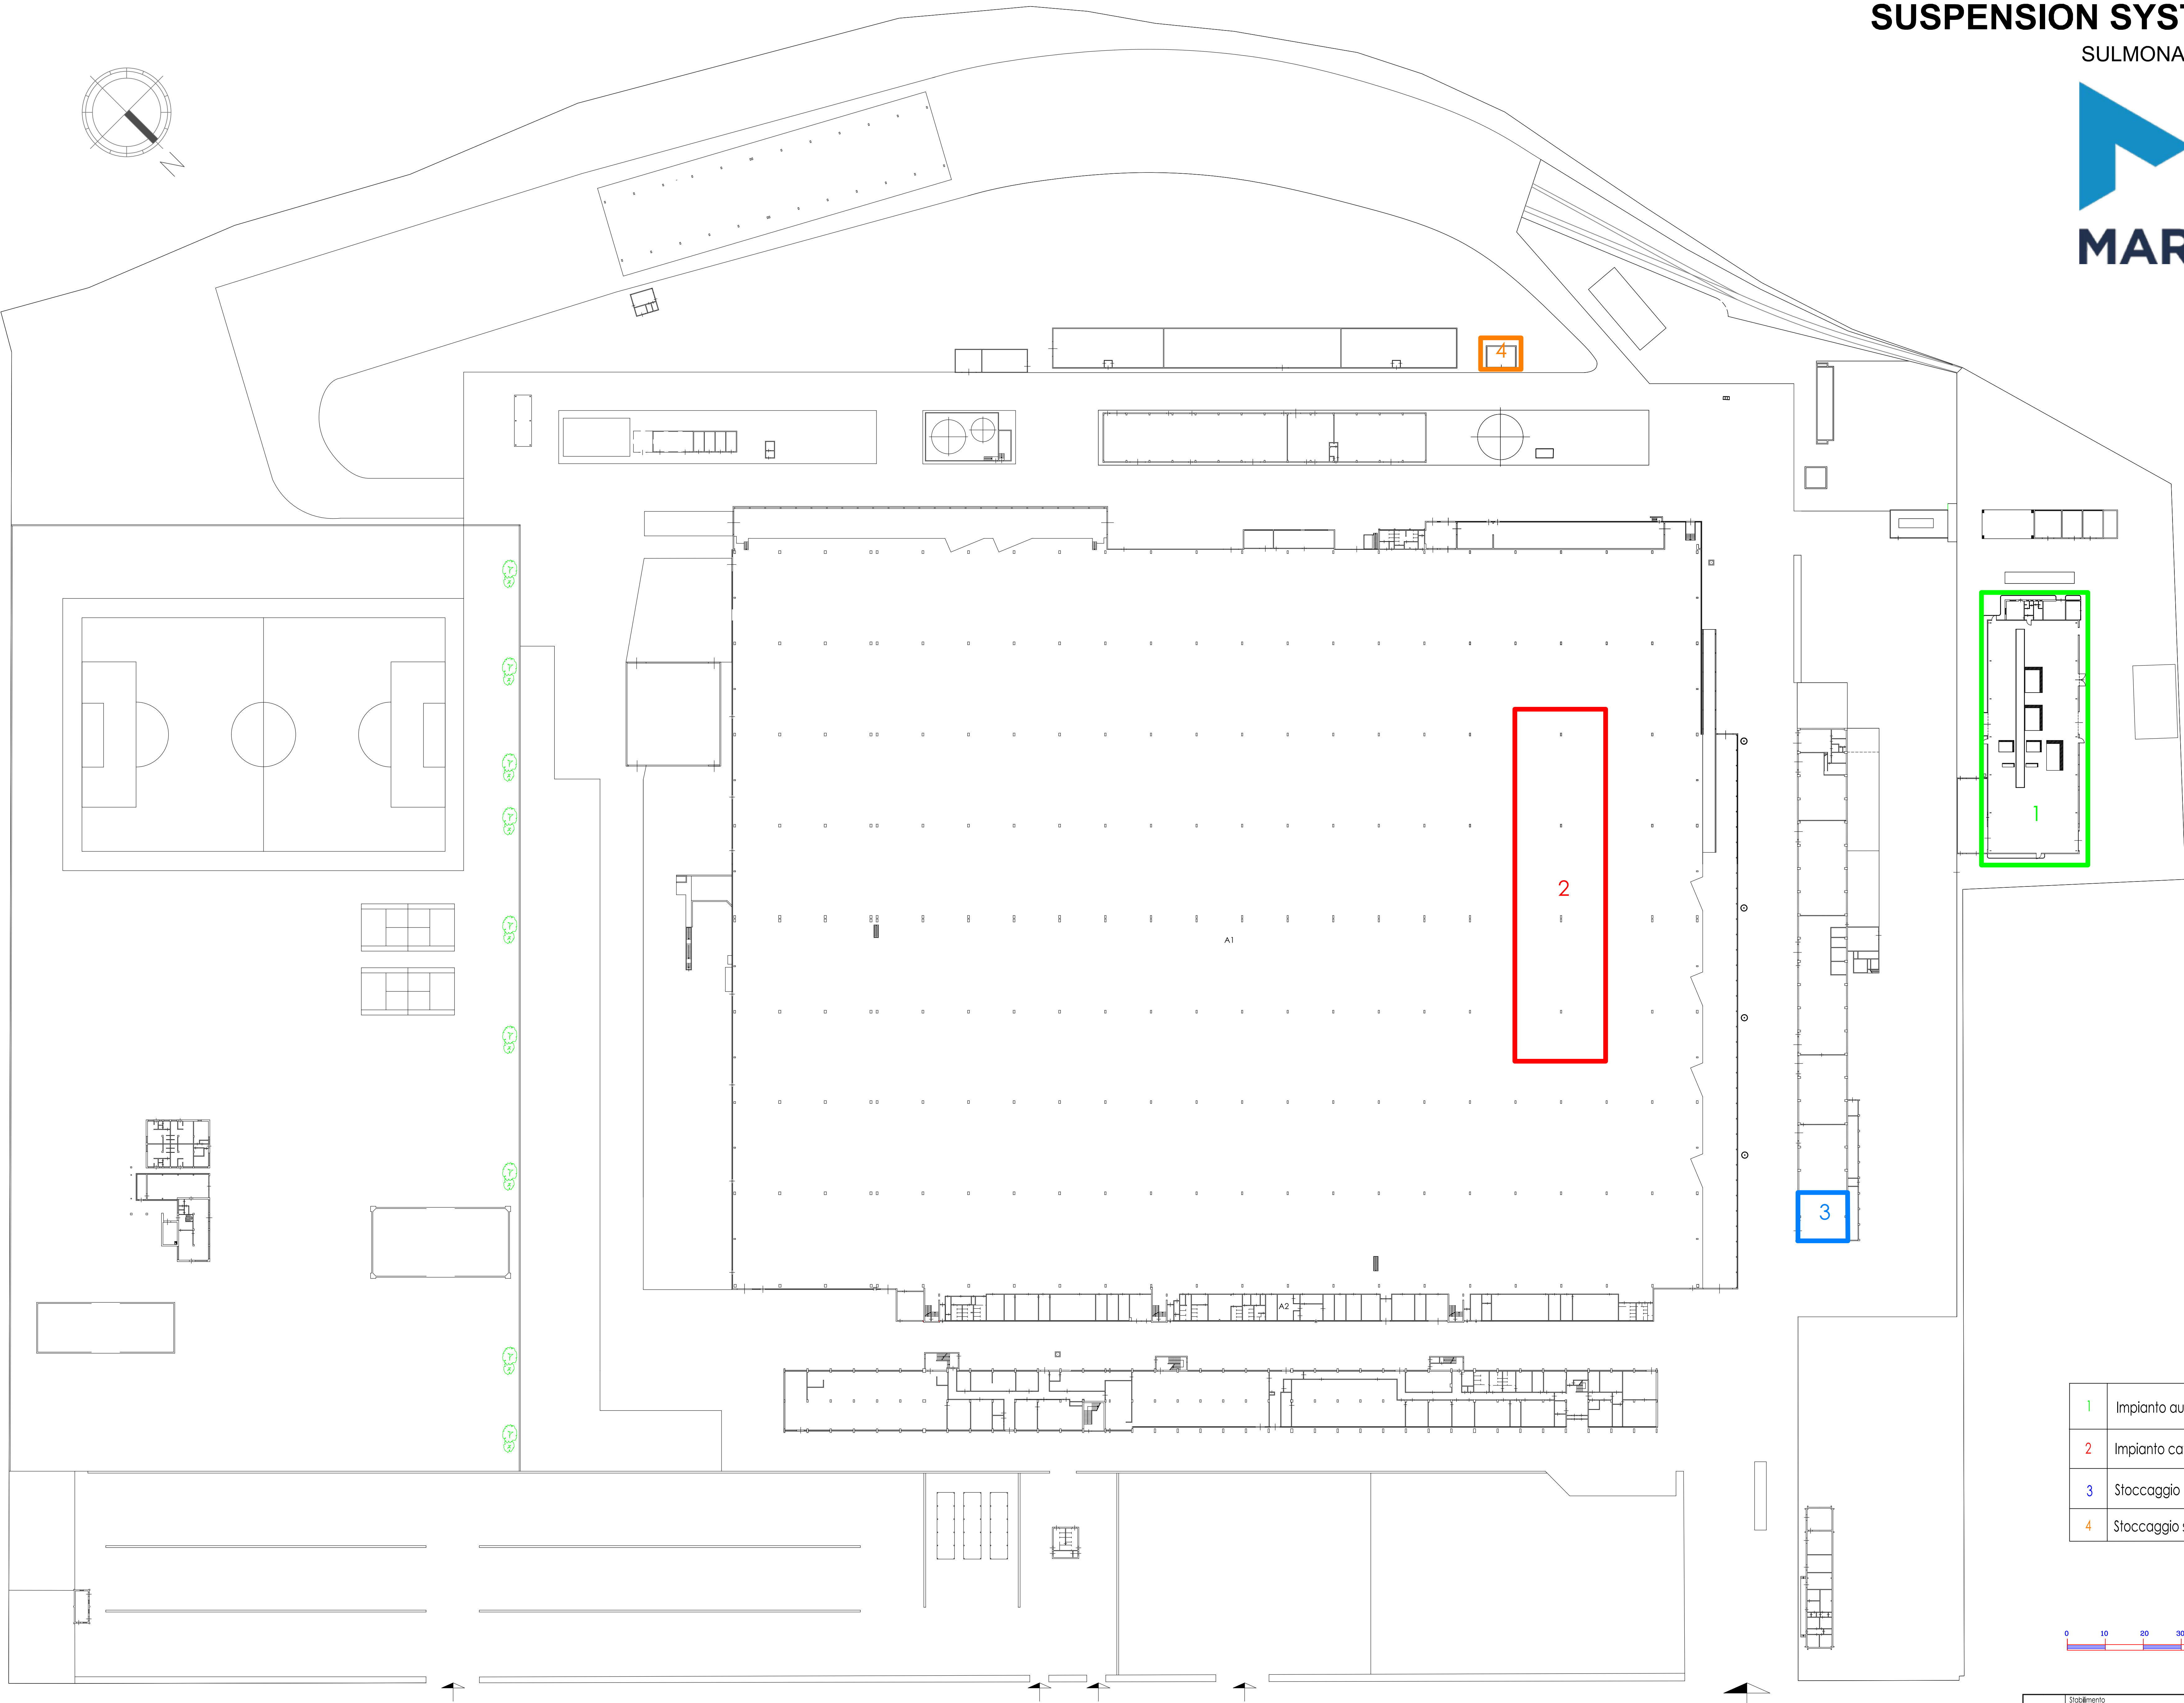 SUSPENSION SYST
SULMONA
MAR
N
4
1
2
A1
3
A2
1 Impianto au
2 Impianto ca
3 Stoccaggio
4 Stoccaggio s
0 10 20 30
Stabilimento